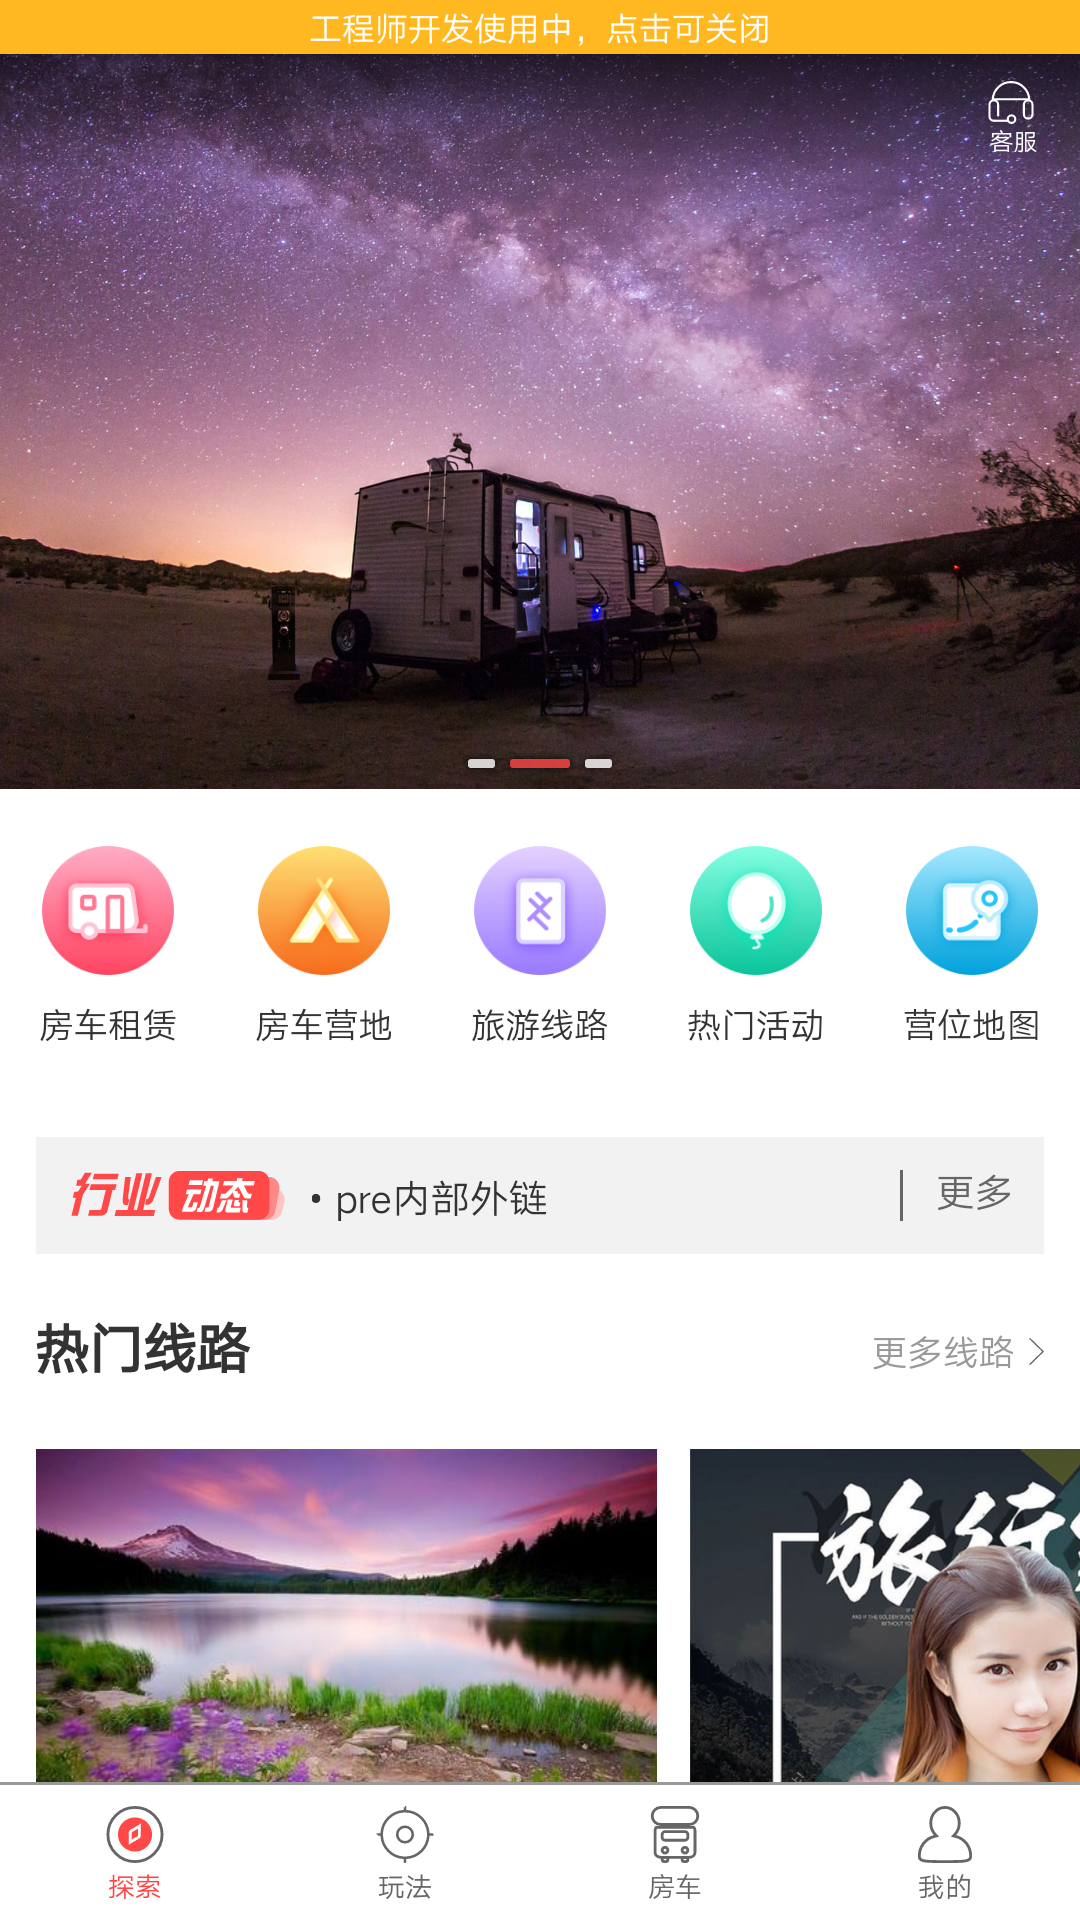 工程师开发使用中，点击可关闭
客服
房车租赁
房车营地
旅游线路
热门活动
营位地图
行业 动态 · pre内部外链 更多
热门线路
更多线路
旅行
探索
玩法
房车
我的